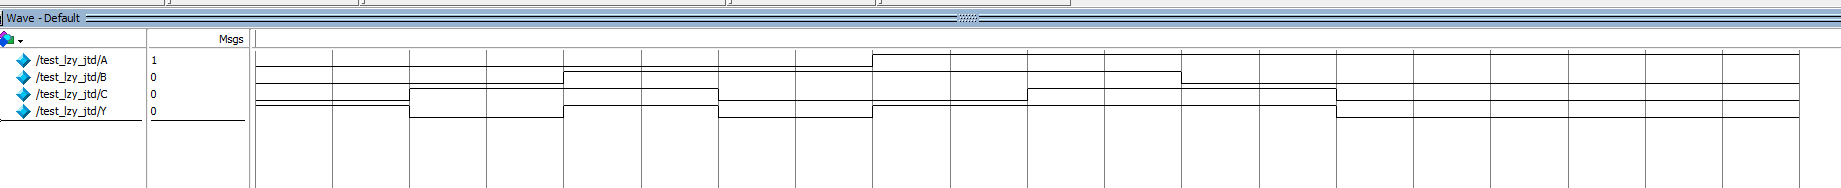 Wave - Default
Msgs
/test_lzy_jtd/A 1
/test_lzy_jtd/B 0
/test_lzy_jtd/C 0
/test_lzy_jtd/Y 0